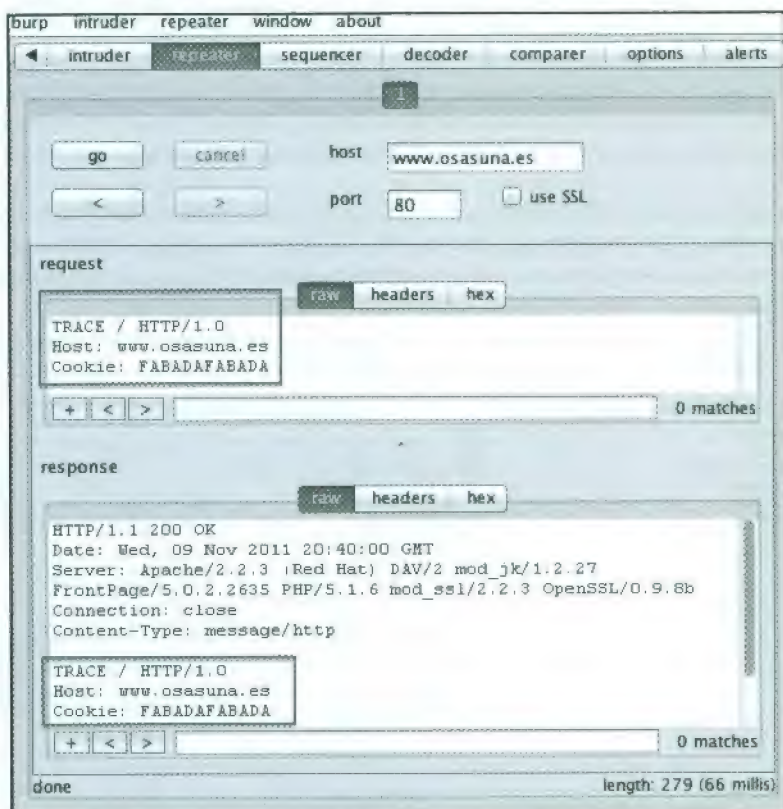 burp intruder repeater window about
◄ intruder repeater sequencer decoder comparer options alerts
1
go cancel host www.osasuna.es
< > port 80 use SSL
request
raw headers hex
TRACE / HTTP/1.0
Host: www.osasuna.es
Cookie: FABADAFABADA
+ < > 0 matches
response
raw headers hex
HTTP/1.1 200 OK
Date: Wed, 09 Nov 2011 20:40:00 GMT
Server: Apache/2.2.3 (Red Hat) DAV/2 mod_jk/1.2.27
FrontPage/5.0.2.2635 PHP/5.1.6 mod_ssl/2.2.3 OpenSSL/0.9.8b
Connection: close
Content-Type: message/http
TRACE / HTTP/1.0
Host: www.osasuna.es
Cookie: FABADAFABADA
+ < > 0 matches
done length: 279 (66 millis)